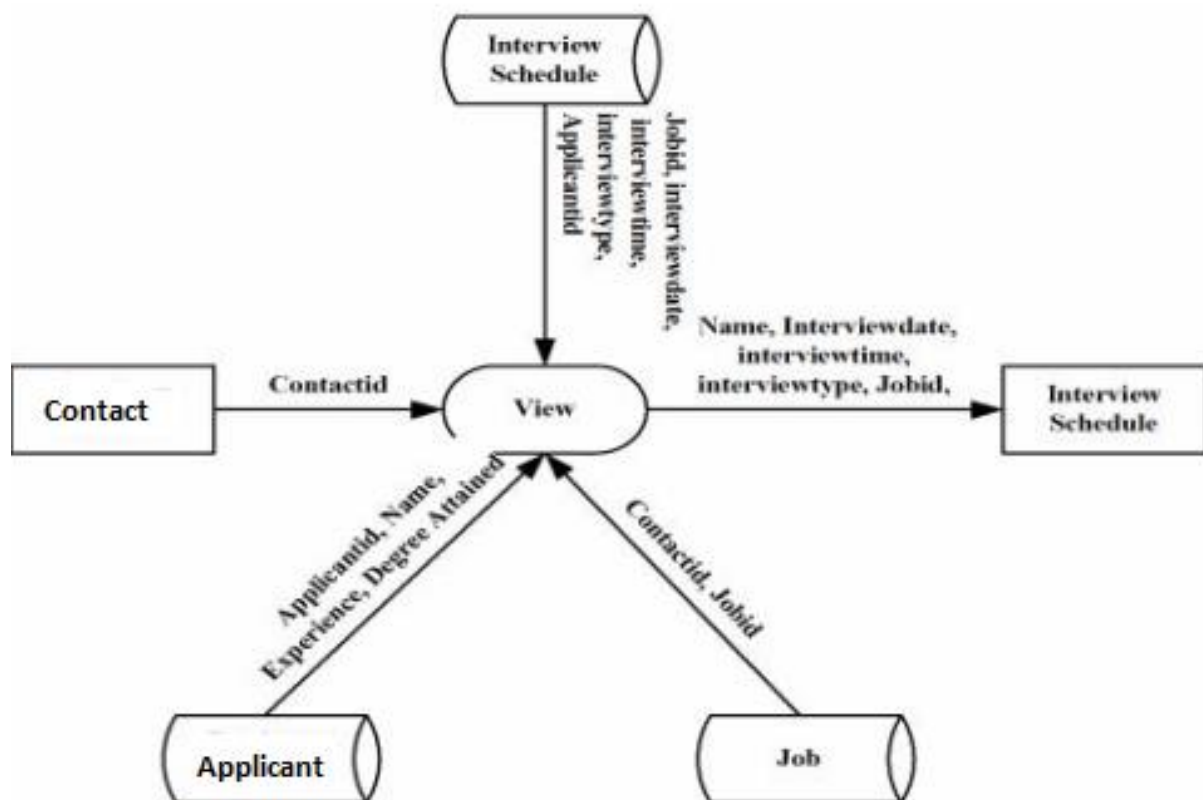 Interview
Schedule
Jobid, interviewdate,
interviewtime,
interviewtype,
Applicantid
Name, Interviewdate,
interviewtime,
interviewtype, Jobid,
Contact
Contactid
View
Interview
Schedule
Applicantid, Name,
Experience, Degree Attained
Contactid, Jobid
Applicant
Job